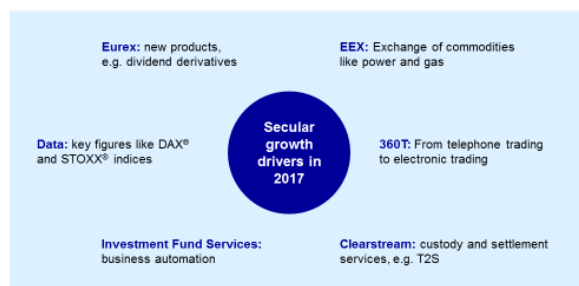 Eurex: new products,
e.g. dividend derivatives
EEX: Exchange of commodities
like power and gas
Data: key figures like DAX®
and STOXX® indices
Secular
growth
drivers in
2017
360T: From telephone trading
to electronic trading
Investment Fund Services:
business automation
Clearstream: custody and settlement
services, e.g. T2S